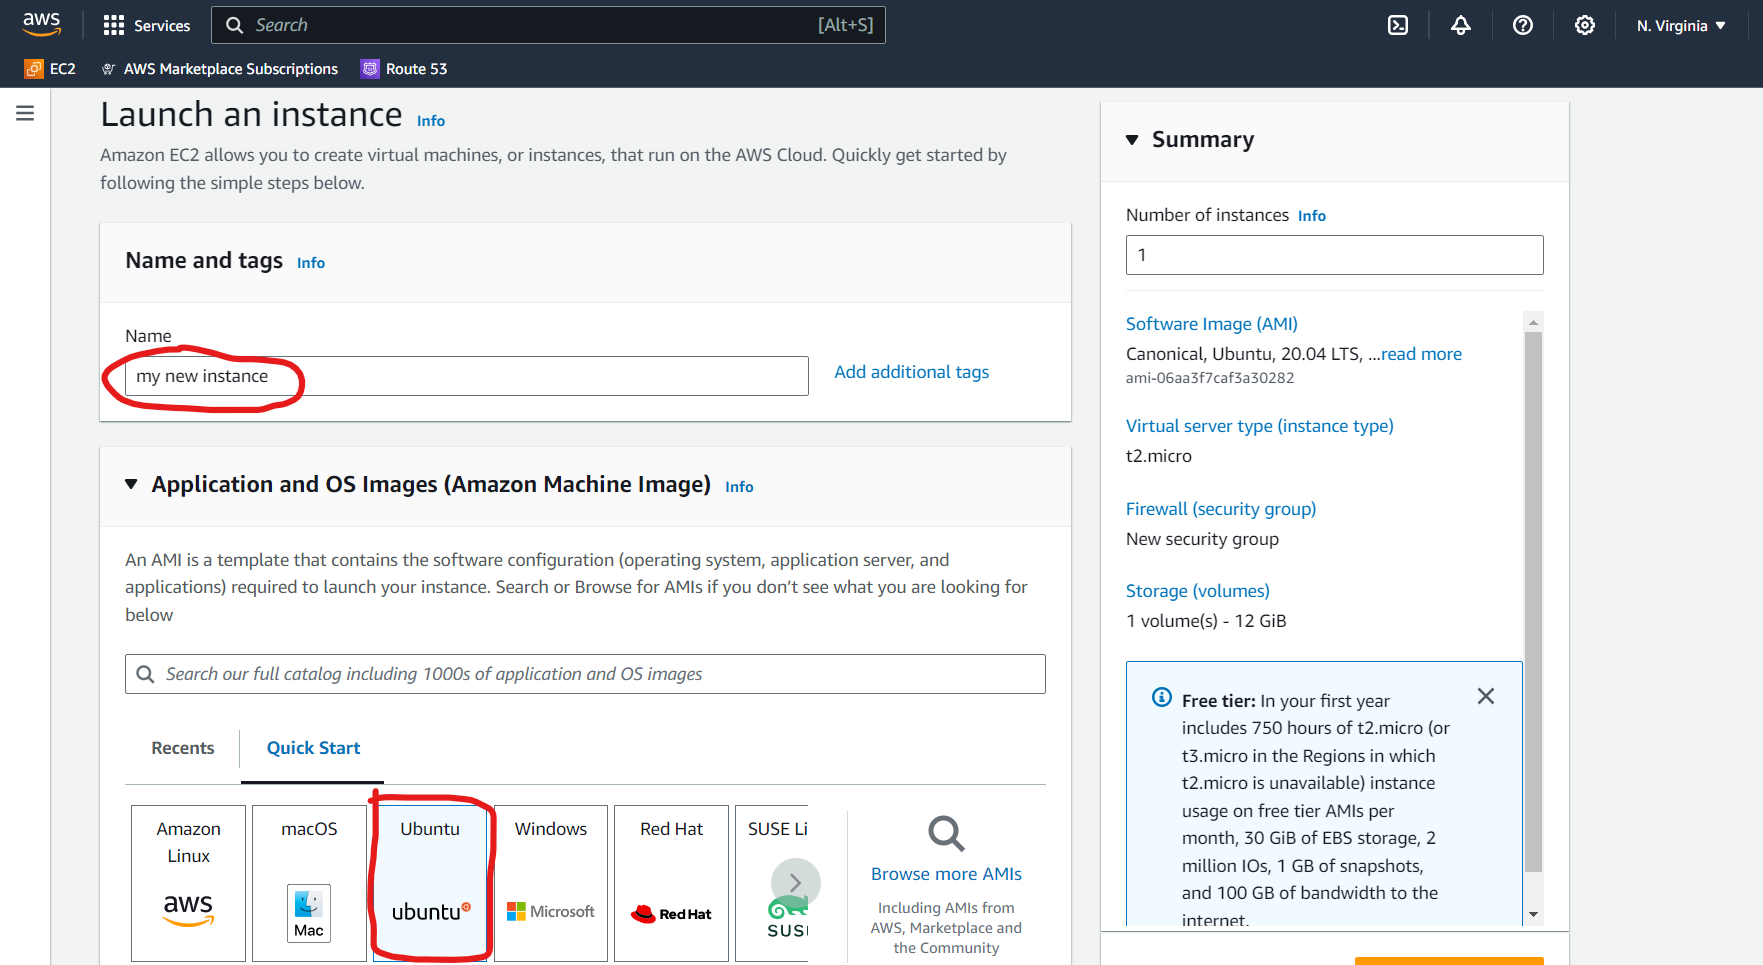 aws
Services
Search
[Alt+S]
N. Virginia
EC2
AWS Marketplace Subscriptions
Route 53
Launch an instance Info
Amazon EC2 allows you to create virtual machines, or instances, that run on the AWS Cloud. Quickly get started by
following the simple steps below.
Name and tags Info
Name
my new instance
Add additional tags
Application and OS Images (Amazon Machine Image) Info
An AMI is a template that contains the software configuration (operating system, application server, and
applications) required to launch your instance. Search or Browse for AMIs if you don’t see what you are looking for
below
Search our full catalog including 1000s of application and OS images
Recents
Quick Start
Amazon
Linux
aws
macOS
Mac
Ubuntu
ubuntu
Windows
Microsoft
Red Hat
Red Hat
SUSE Li
SUS
Browse more AMIs
Including AMIs from
AWS, Marketplace and
the Community
Summary
Number of instances Info
1
Software Image (AMI)
Canonical, Ubuntu, 20.04 LTS, ...read more
ami-06aa3f7caf3a30282
Virtual server type (instance type)
t2.micro
Firewall (security group)
New security group
Storage (volumes)
1 volume(s) - 12 GiB
Free tier: In your first year
includes 750 hours of t2.micro (or
t3.micro in the Regions in which
t2.micro is unavailable) instance
usage on free tier AMIs per
month, 30 GiB of EBS storage, 2
million IOs, 1 GB of snapshots,
and 100 GB of bandwidth to the
internet.